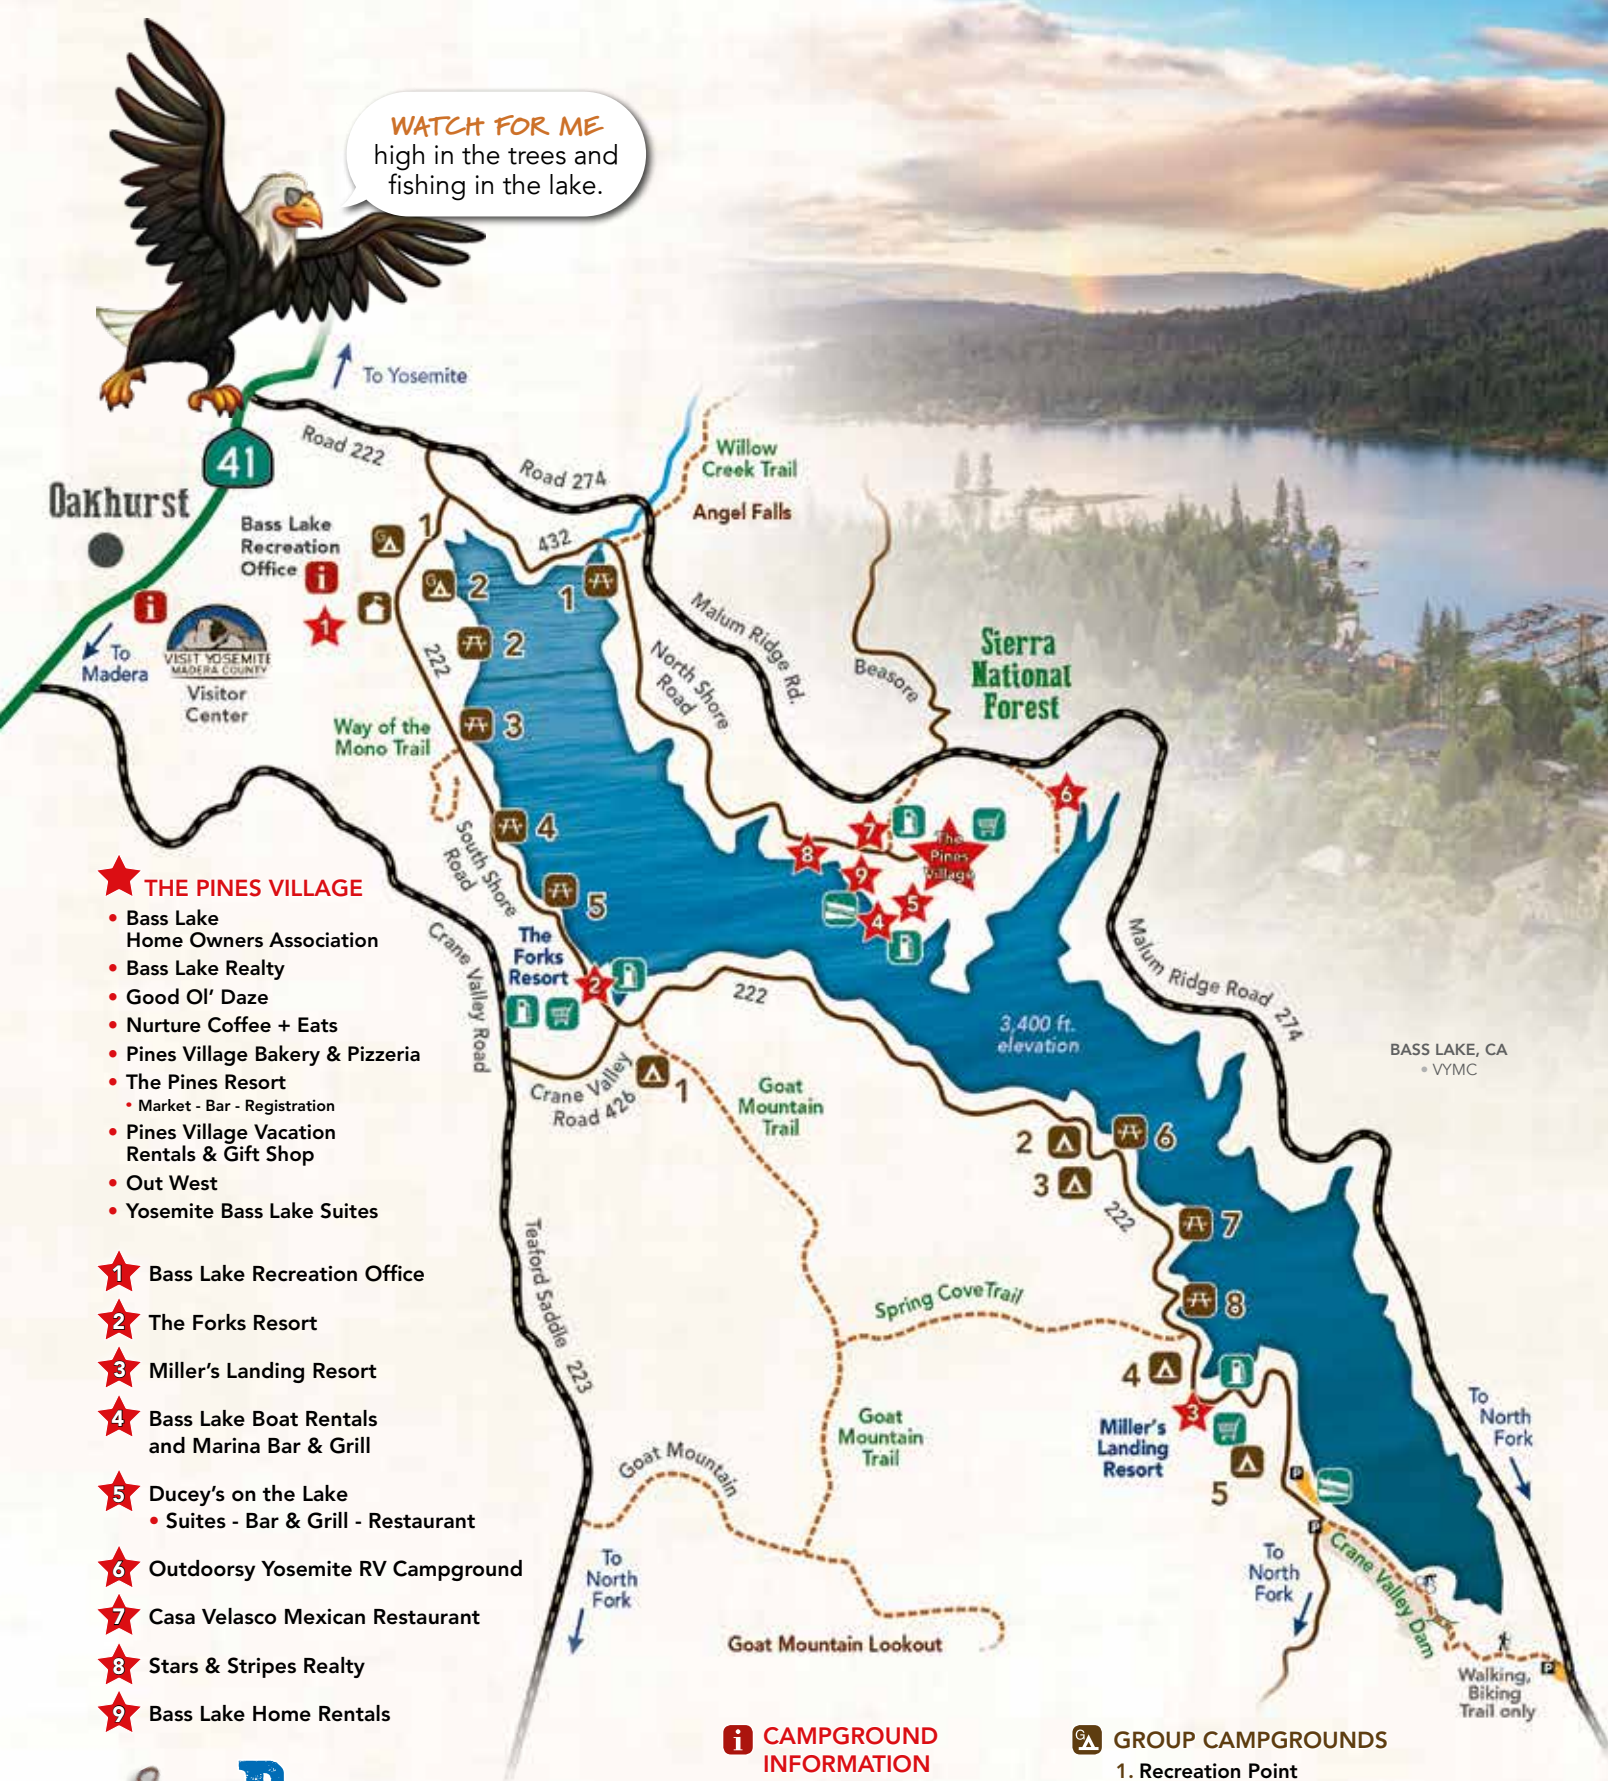 WATCH FOR ME
high in the trees and
fishing in the lake.
To Yosemite
Road 222
41
Road 274
Willow
Creek Trail
Angel Falls
Oakhurst
Bass Lake
Recreation
Office
i
1
G
1
432
G
2
1
i
1
To
Madera
VISIT YOSEMITE
MADERA COUNTY
Visitor
Center
222
2
Malum Ridge Rd.
North Shore
Road
Beasore
Sierra
National
Forest
Way of the
Mono Trail
3
6
4
South Shore
Road
7
8
9
The
Pines
Village
5
4
5
The
Forks
Resort
2
222
Crane Valley Road
3,400 ft.
elevation
Malum Ridge Road 274
BASS LAKE, CA
• VYMC
Crane Valley
Road 426
1
Goat
Mountain
Trail
2
6
3
222
7
Teaford Saddle 223
Spring Cove Trail
8
4
3
Miller's
Landing
Resort
5
Goat
Mountain
Trail
Goat Mountain
To
North
Fork
P
P
To
North
Fork
To
North
Fork
Crane Valley Dam
Goat Mountain Lookout
P
Walking,
Biking
Trail only
THE PINES VILLAGE
• Bass Lake
Home Owners Association
• Bass Lake Realty
• Good Ol' Daze
• Nurture Coffee + Eats
• Pines Village Bakery & Pizzeria
• The Pines Resort
• Market - Bar - Registration
• Pines Village Vacation
Rentals & Gift Shop
• Out West
• Yosemite Bass Lake Suites
1 Bass Lake Recreation Office
2 The Forks Resort
3 Miller's Landing Resort
4 Bass Lake Boat Rentals
and Marina Bar & Grill
5 Ducey's on the Lake
• Suites - Bar & Grill - Restaurant
6 Outdoorsy Yosemite RV Campground
7 Casa Velasco Mexican Restaurant
8 Stars & Stripes Realty
9 Bass Lake Home Rentals
i CAMPGROUND
INFORMATION
G GROUP CAMPGROUNDS
1. Recreation Point